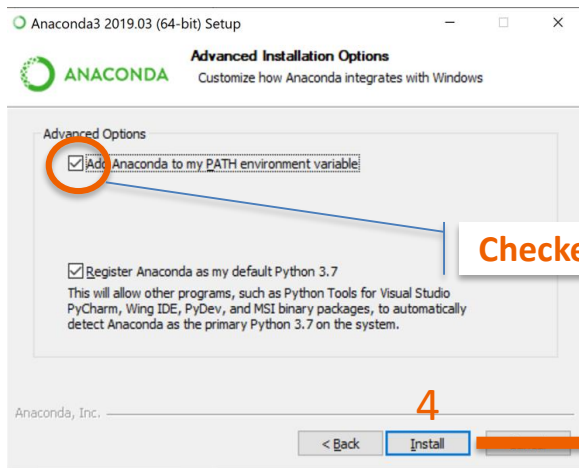 Anaconda3 2019.03 (64-bit) Setup
Advanced Installation Options
ANACONDA
Customize how Anaconda integrates with Windows
Advanced Options
Add Anaconda to my PATH environment variable
Checke
Register Anaconda as my default Python 3.7
This will allow other programs, such as Python Tools for Visual Studio
PyCharm, Wing IDE, PyDev, and MSI binary packages, to automatically
detect Anaconda as the primary Python 3.7 on the system.
4
Anaconda, Inc.
< Back Install